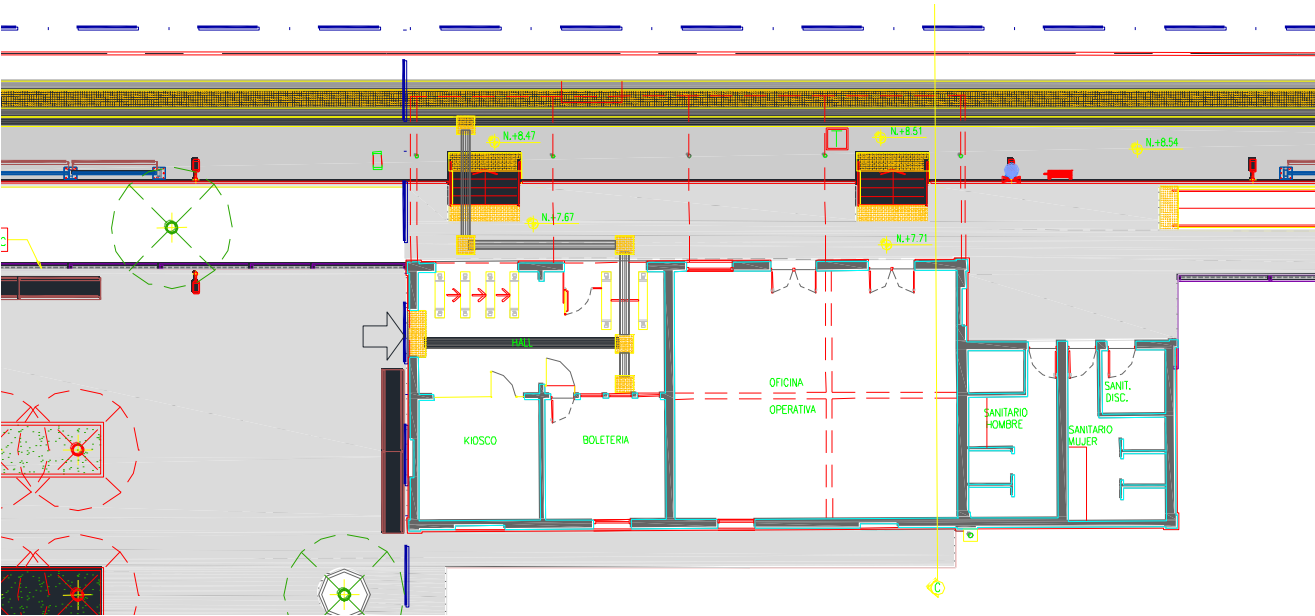 N.+8.47
N.+8.51
N.+8.54
N.+7.67
N.+7.71
HALL
OFICINA
OPERATIVA
KIOSCO
BOLETERIA
SANITARIO
HOMBRE
SANIT.
DISC.
SANITARIO
MUJER
C